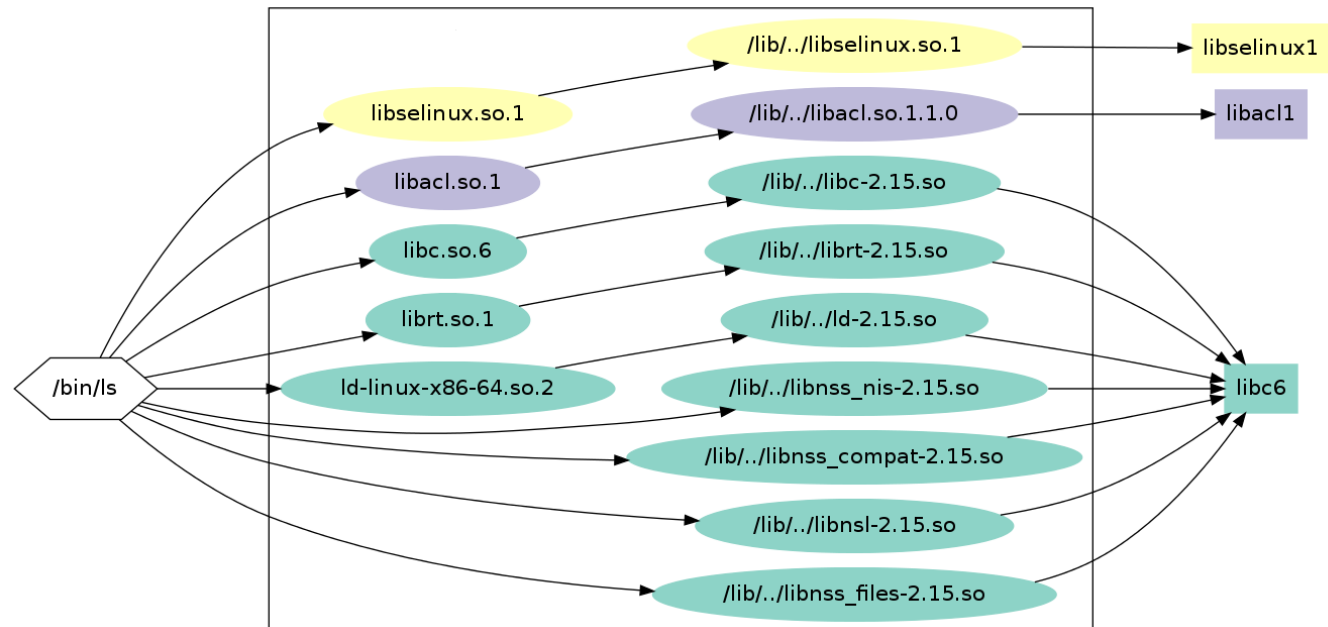 /bin/ls
libselinux.so.1
libacl.so.1
libc.so.6
librt.so.1
ld-linux-x86-64.so.2
/lib/../libselinux.so.1
/lib/../libacl.so.1.1.0
/lib/../libc-2.15.so
/lib/../librt-2.15.so
/lib/../ld-2.15.so
/lib/../libnss_nis-2.15.so
/lib/../libnss_compat-2.15.so
/lib/../libnsl-2.15.so
/lib/../libnss_files-2.15.so
libselinux1
libacl1
libc6